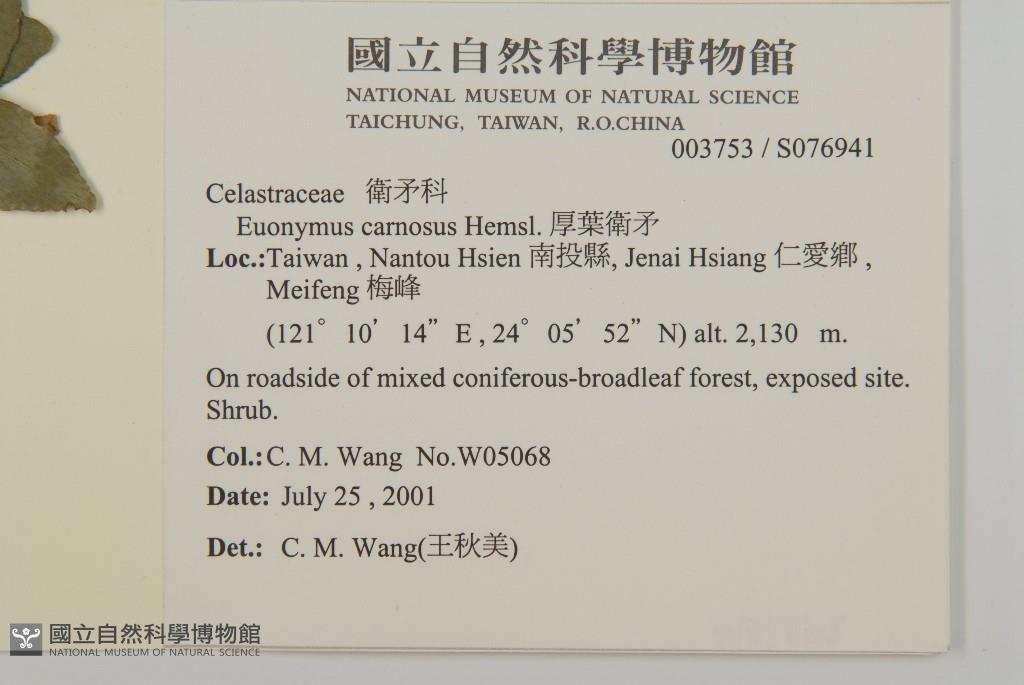 國立自然科學博物館
NATIONAL MUSEUM OF NATURAL SCIENCE
TAICHUNG, TAIWAN, R.O.CHINA
003753 / S076941
Celastraceae 衛矛科
Euonymus carnosus Hemsl. 厚葉衛矛
Loc.:Taiwan , Nantou Hsien 南投縣, Jenai Hsiang 仁愛鄉 ,
Meifeng 梅峰
(121° 10’ 14” E , 24° 05’ 52” N) alt. 2,130 m.
On roadside of mixed coniferous-broadleaf forest, exposed site.
Shrub.
Col.: C. M. Wang No.W05068
Date: July 25 , 2001
Det.: C. M. Wang(王秋美)
國立自然科學博物館
NATIONAL MUSEUM OF NATURAL SCIENCE